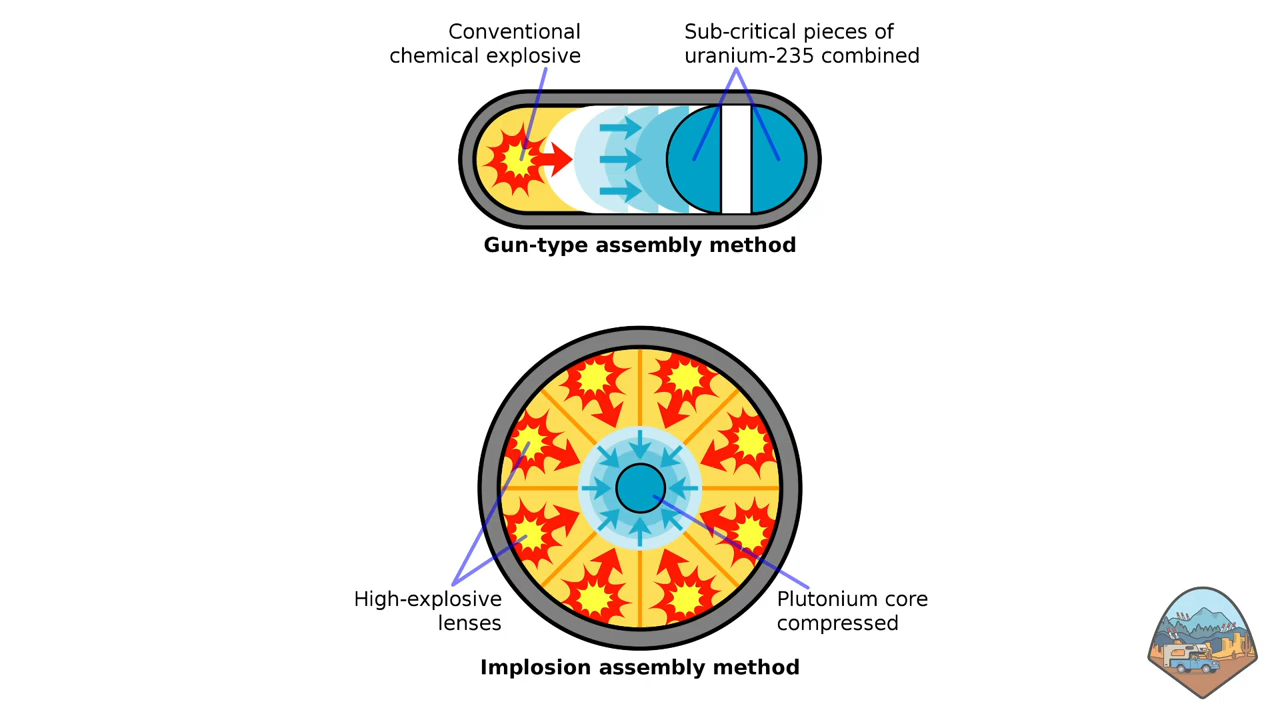 Conventional
chemical explosive
Sub-critical pieces of
uranium-235 combined
Gun-type assembly method
High-explosive
lenses
Plutonium core
compressed
Implosion assembly method